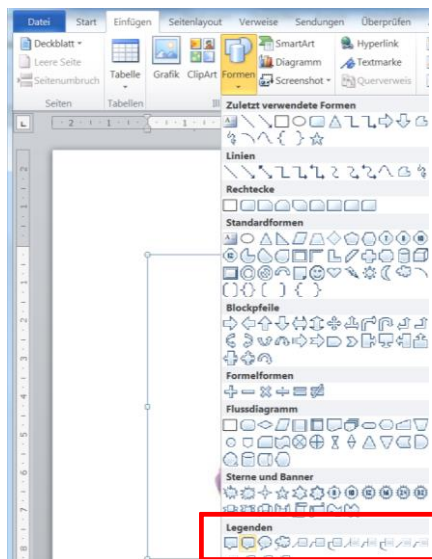 Datei Start Einfügen Seitenlayout Verweise Sendungen Überprüfen
Deckblatt
Leere Seite
Seitenumbruch
Tabelle
Grafik
ClipArt
Formen
SmartArt
Diagramm
Screenshot
Hyperlink
Textmarke
Querverweis
Seiten
Tabellen
Zuletzt verwendete Formen
Linien
Rechtecke
Standardformen
Blockpfeile
Formelformen
Flussdiagramm
Sterne und Banner
Legenden